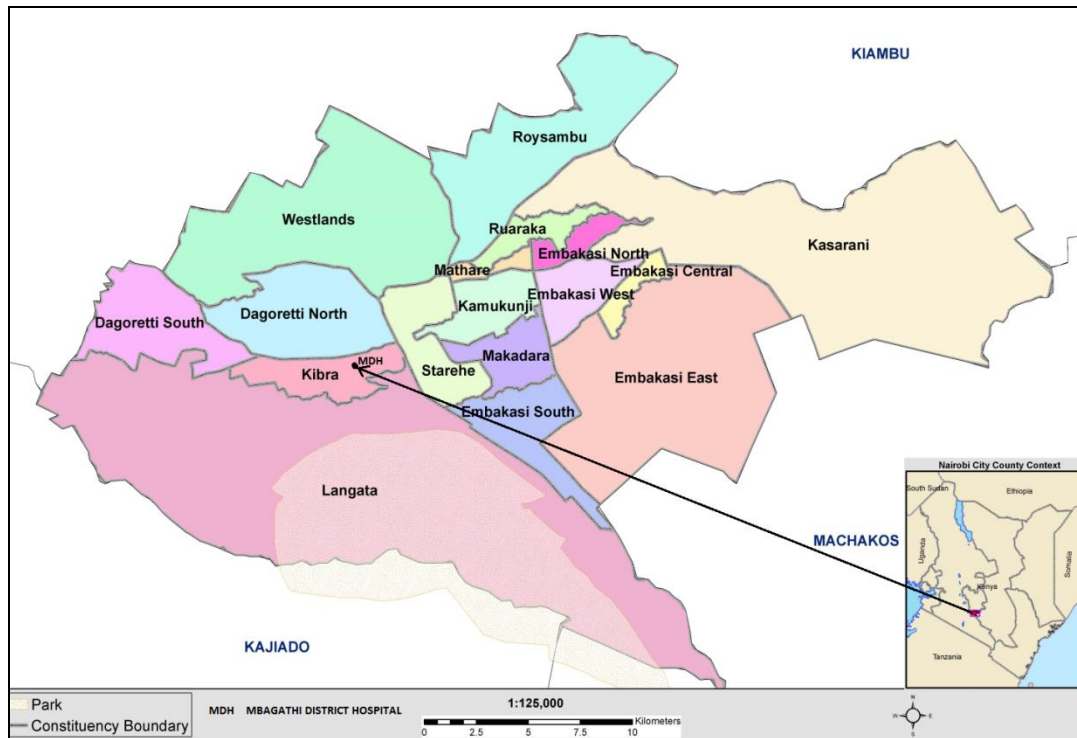 KIAMBU
Roysambu
Westlands
Ruaraka
Kasarani
Embakasi North
Mathare
Embakasi Central
Kamukunji
Embakasi West
Dagoretti South
Dagoretti North
MDH
Makadara
Kibra
Starehe
Embakasi East
Embakasi South
Langata
MACHAKOS
KAJIADO
Nairobi City County Context
South Sudan
Ethiopia
Uganda
Kenya
Somalia
Tanzania
Park
Constituency Boundary
MDH MBAGATHI DISTRICT HOSPITAL
1:125,000
Kilometers
0 2.5 5 7.5 10
N
W E
S